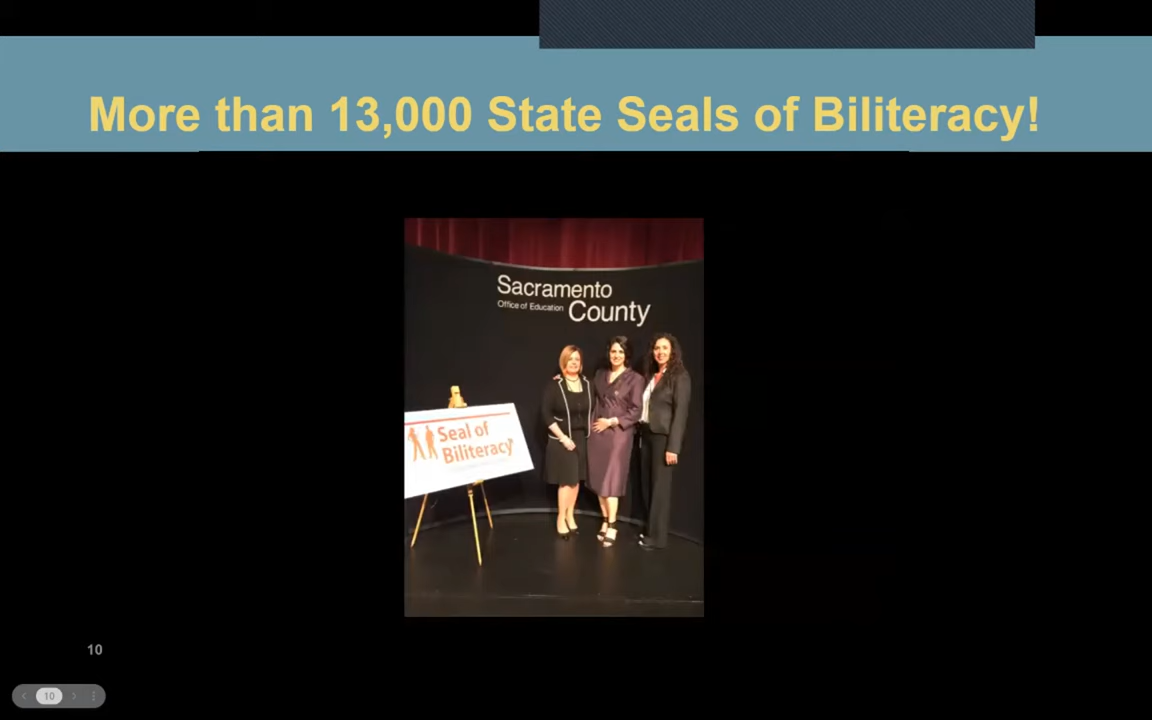 More than 13,000 State Seals of Biliteracy!
Sacramento
Office of Education County
Seal of
Biliteracy
10
10